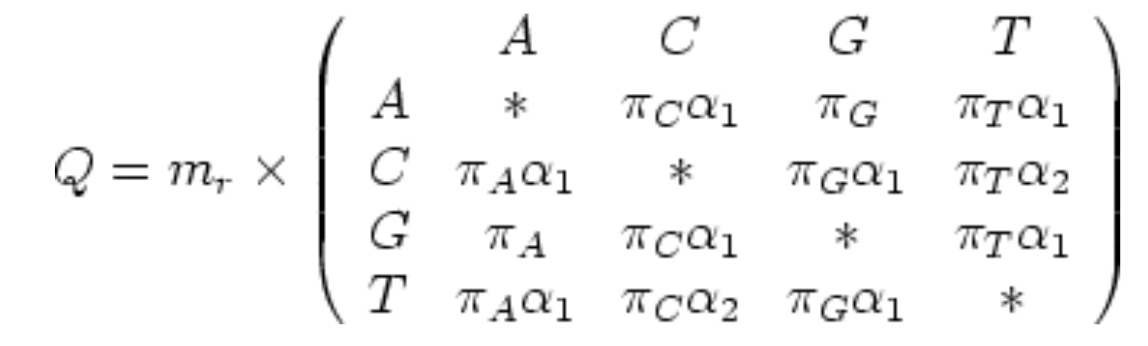 A C G T
A * π_C α_1 π_G π_T α_1
Q = m_r × C π_A α_1 * π_G α_1 π_T α_2
G π_A π_C α_1 * π_T α_1
T π_A α_1 π_C α_2 π_G α_1 *